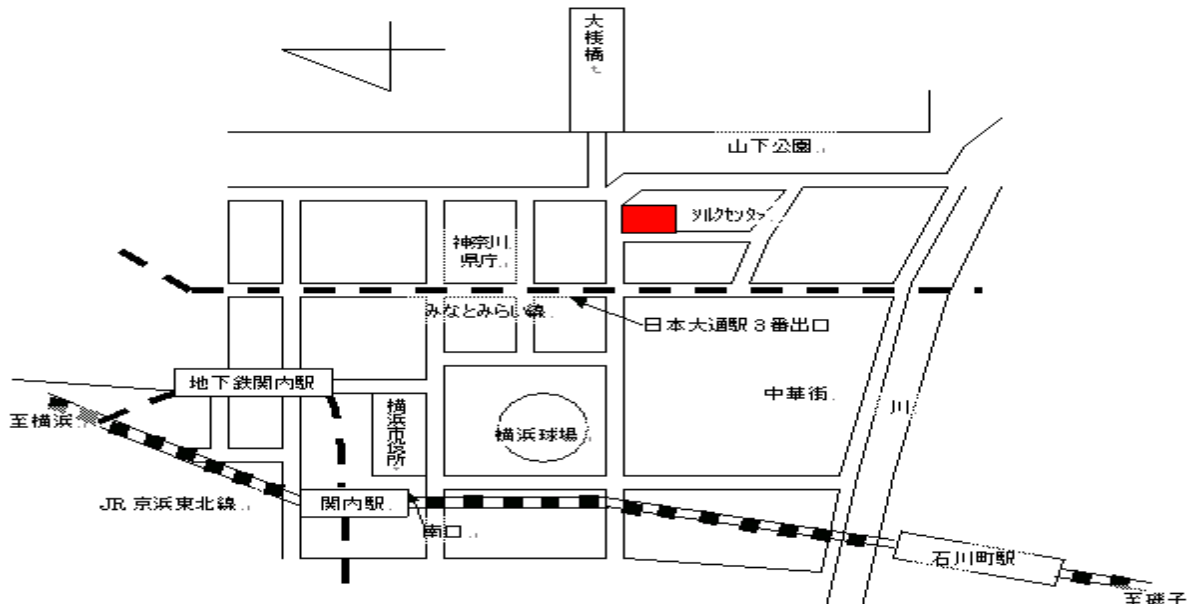 大桟橋
山下公園
シルクセンター
神奈川
県庁
みなとみらい線
日本大通駅３番出口
地下鉄関内駅
中華街
至横浜
横浜市役所
横浜球場
川
JR 京浜東北線
関内駅
南口
石川町駅
至磯子